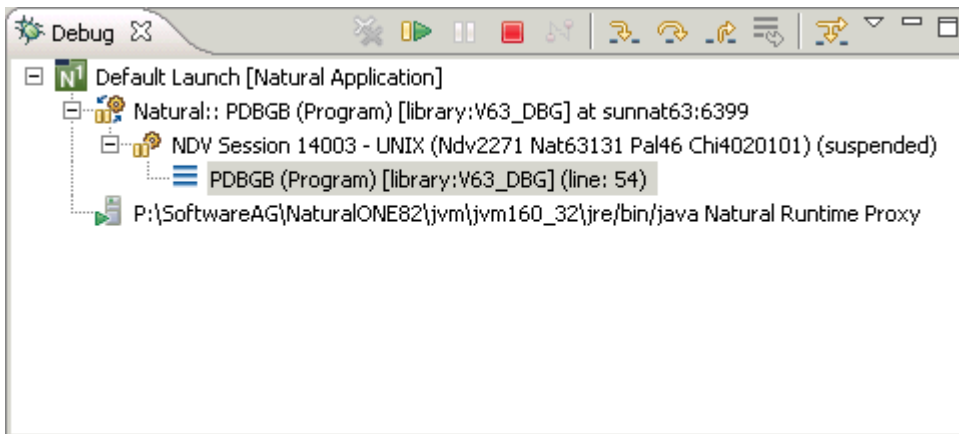 Debug
N1 Default Launch [Natural Application]
Natural:: PDBGB (Program) [library:V63_DBG] at sunnat63:6399
NDV Session 14003 - UNIX (Ndv2271 Nat63131 Pal46 Chi4020101) (suspended)
PDBGB (Program) [library:V63_DBG] (line: 54)
P:\SoftwareAG\NaturalONE82\jvm\jvm160_32\jre/bin/java Natural Runtime Proxy